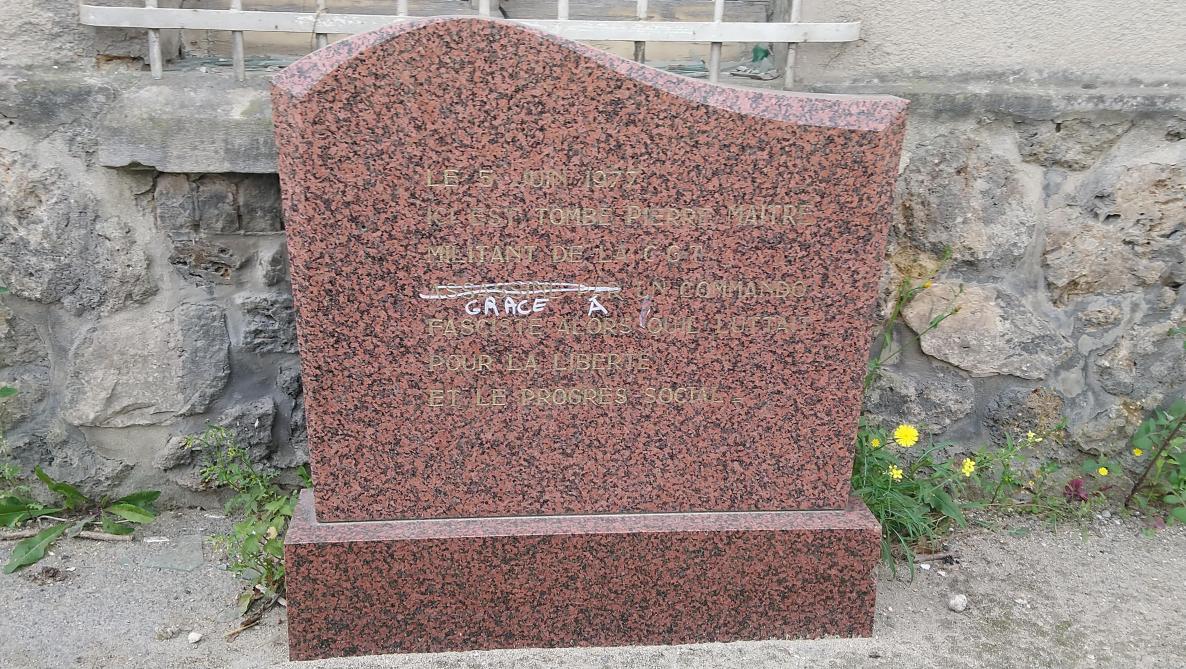 LE 5 JUIN 1977
ICI EST TOMBE PIERRE MAITRE
MILITANT DE LA C.G.T.
UN COMMANDO
GRACE À
FASCISTE ALORS QU'IL LUTTAIT
POUR LA LIBERTE
ET LE PROGRES SOCIAL